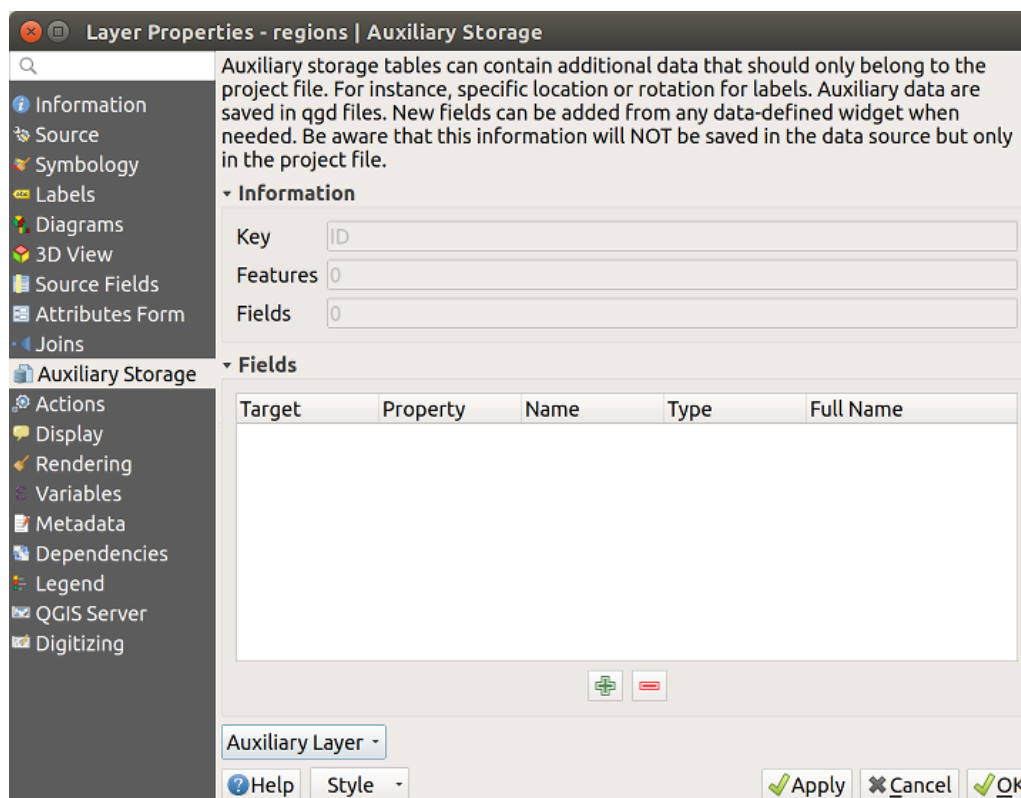 Layer Properties - regions | Auxiliary Storage
Information
Source
Symbology
Labels
Diagrams
3D View
Source Fields
Attributes Form
Joins
Auxiliary Storage
Actions
Display
Rendering
Variables
Metadata
Dependencies
Legend
QGIS Server
Digitizing
Auxiliary storage tables can contain additional data that should only belong to the
project file. For instance, specific location or rotation for labels. Auxiliary data are
saved in qgd files. New fields can be added from any data-defined widget when
needed. Be aware that this information will NOT be saved in the data source but only
in the project file.
Information
Key ID
Features 0
Fields 0
Fields
Target Property Name Type Full Name
Auxiliary Layer
Help Style Apply Cancel OK